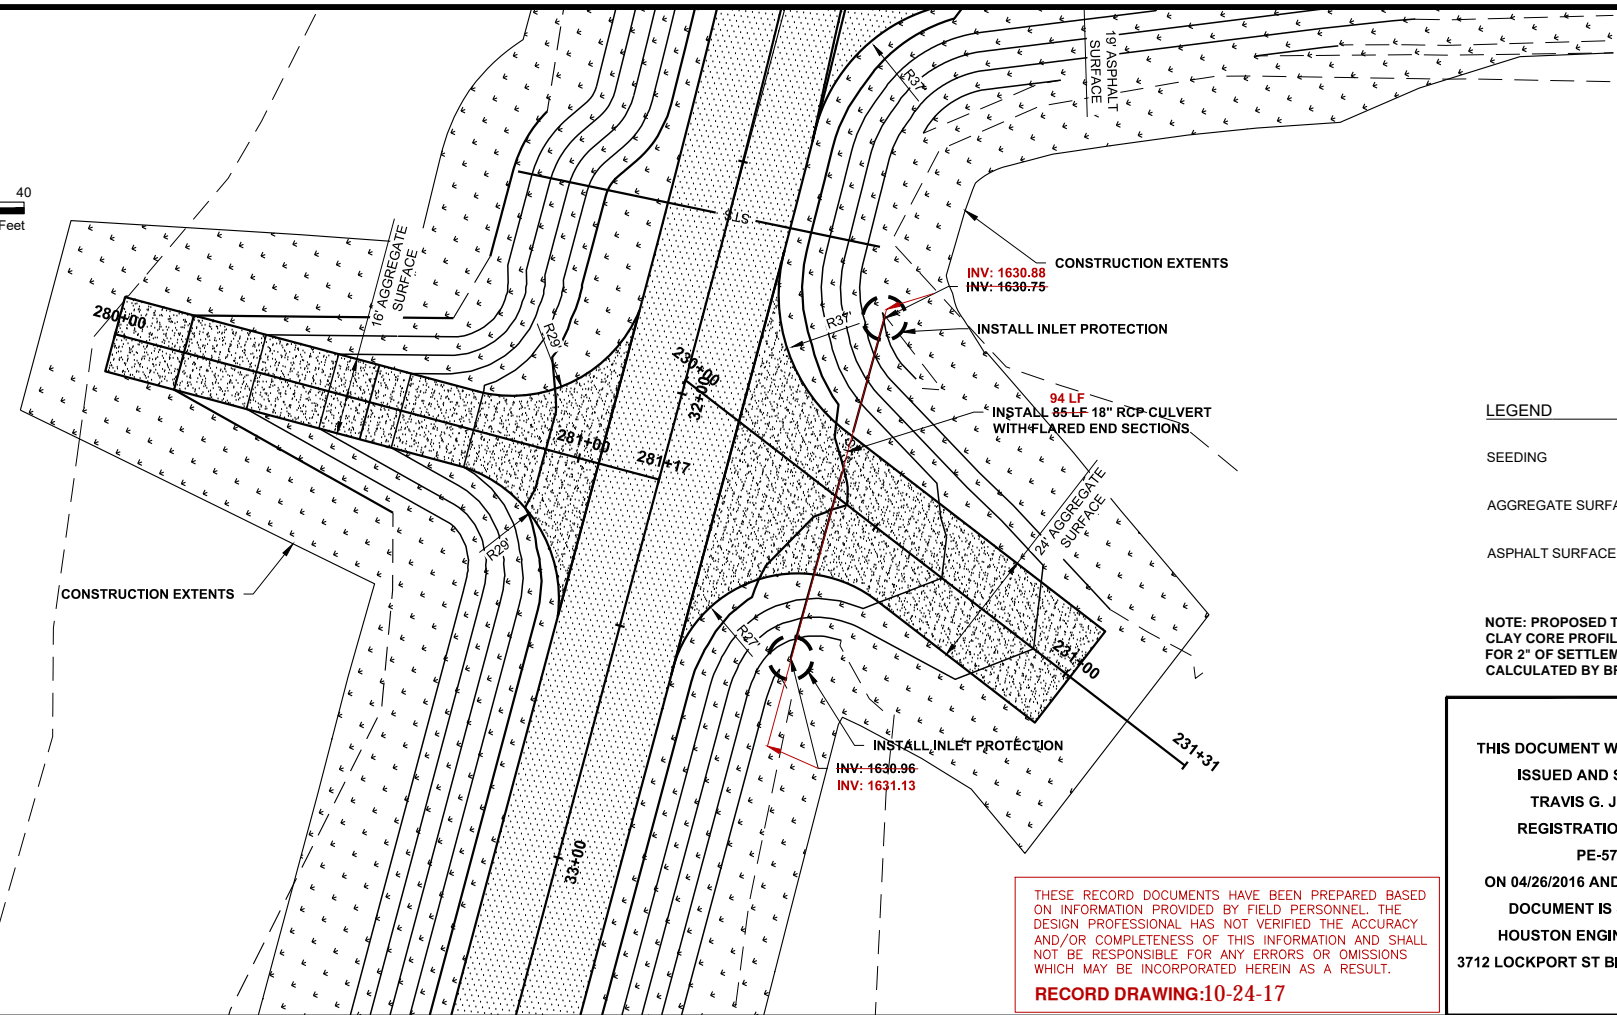 40
Feet
19' ASPHALT
SURFACE
R37'
STS
16' AGGREGATE
SURFACE
280+00
R29'
INV: 1630.88
INV: 1630.75
CONSTRUCTION EXTENTS
R37'
INSTALL INLET PROTECTION
230+00
32+00
94 LF
INSTALL 85 LF 18" RCP CULVERT
WITH FLARED END SECTIONS
281+00
281+17
24' AGGREGATE
SURFACE
R29'
CONSTRUCTION EXTENTS
R27'
231+00
231+31
INSTALL INLET PROTECTION
INV: 1630.96
INV: 1631.13
33+00
LEGEND
SEEDING
AGGREGATE SURFA
ASPHALT SURFACE
NOTE: PROPOSED T
CLAY CORE PROFIL
FOR 2" OF SETTLEM
CALCULATED BY
THIS DOCUMENT W
ISSUED AND S
TRAVIS G. J
REGISTRATIO
PE-57
ON 04/26/2016 AND
DOCUMENT IS
HOUSTON ENGIN
3712 LOCKPORT ST
THESE RECORD DOCUMENTS HAVE BEEN PREPARED BASED
ON INFORMATION PROVIDED BY FIELD PERSONNEL. THE
DESIGN PROFESSIONAL HAS NOT VERIFIED THE ACCURACY
AND/OR COMPLETENESS OF THIS INFORMATION AND SHALL
NOT BE RESPONSIBLE FOR ANY ERRORS OR OMISSIONS
WHICH MAY BE INCORPORATED HEREIN AS A RESULT.
RECORD DRAWING:10-24-17